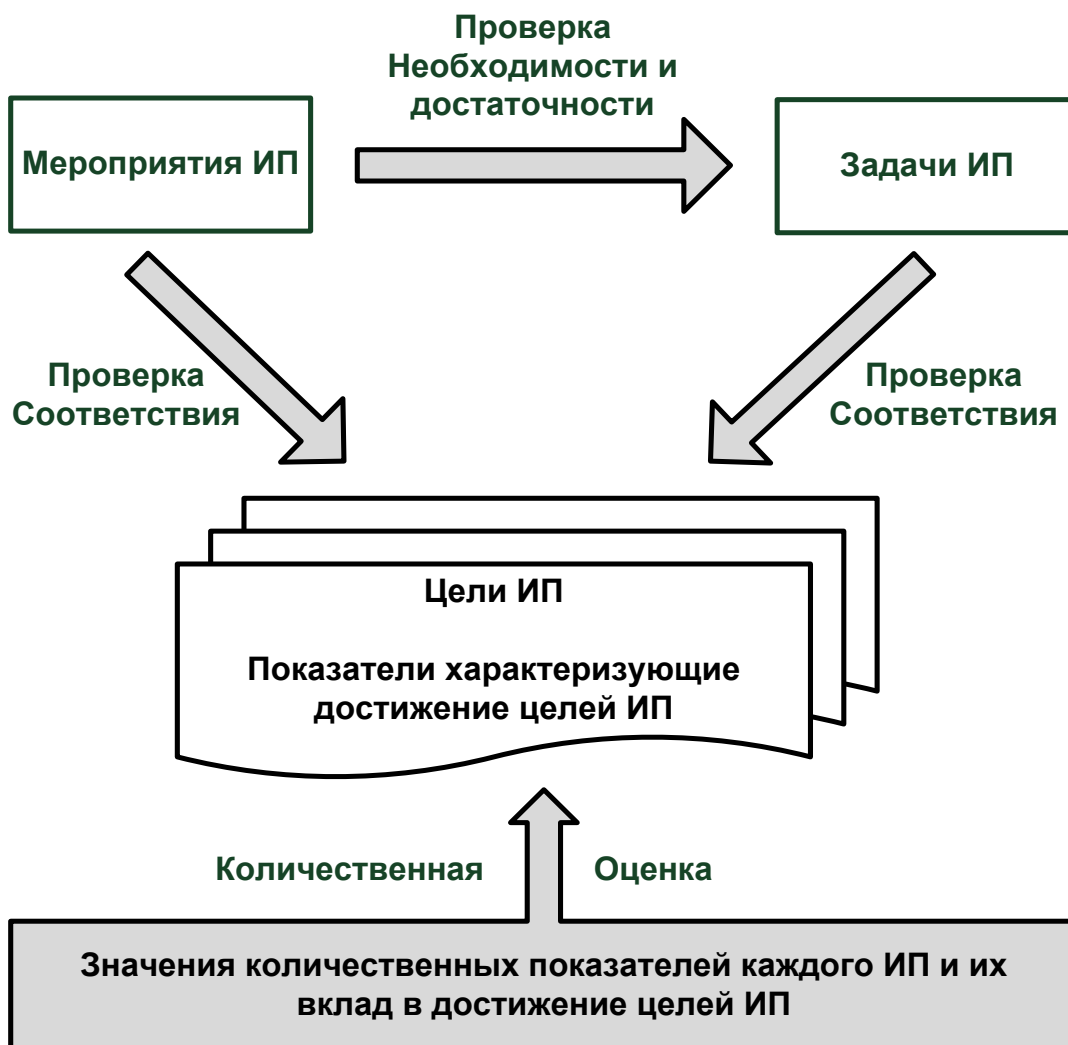 Проверка
Необходимости и
достаточности
Мероприятия ИП
Задачи ИП
Проверка
Соответствия
Проверка
Соответствия
Цели ИП
Показатели характеризующие
достижение целей ИП
Количественная Оценка
Значения количественных показателей каждого ИП и их
вклад в достижение целей ИП